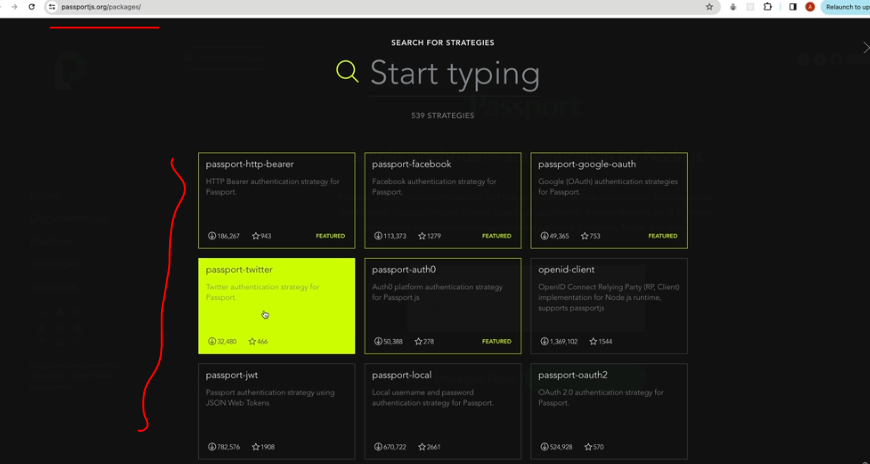 passportjs.org/packages/
A
Relaunch to up
SEARCH FOR STRATEGIES
Start typing
Passport
539 STRATEGIES
passport-http-bearer
HTTP Bearer authentication strategy for
Passport.
186,267 943 FEATURED
passport-facebook
Facebook authentication strategy for
Passport.
113,373 1279 FEATURED
passport-google-oauth
Google (OAuth) authentication strategies
for Passport.
49,365 753 FEATURED
passport-twitter
Twitter authentication strategy for
Passport.
32,480 466
passport-auth0
Auth0 platform authentication strategy
for Passport.js
50,388 278 FEATURED
openid-client
OpenID Connect Relying Party (RP, Client)
implementation for Node.js runtime,
supports passportjs
1,369,102 1544
passport-jwt
Passport authentication strategy using
JSON Web Tokens
782,576 1908
passport-local
Local username and password
authentication strategy for Passport.
670,722 2661
passport-oauth2
OAuth 2.0 authentication strategy for
Passport.
524,928 570